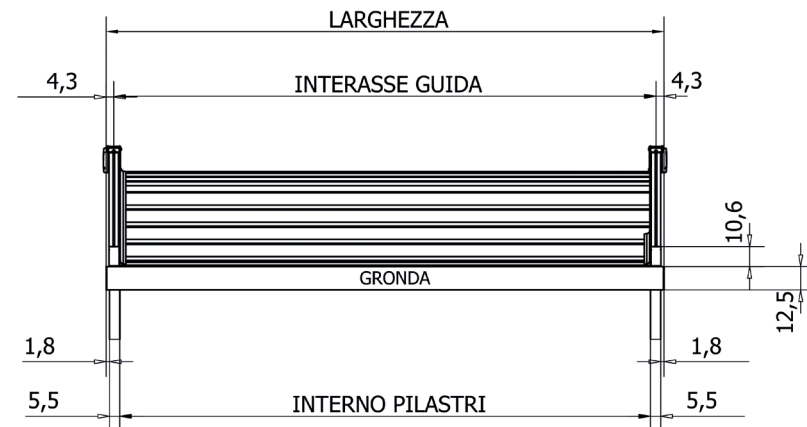 LARGHEZZA
4,3
INTERASSE GUIDA
4,3
10,6
GRONDA
12,5
1,8
1,8
5,5
INTERNO PILASTRI
5,5